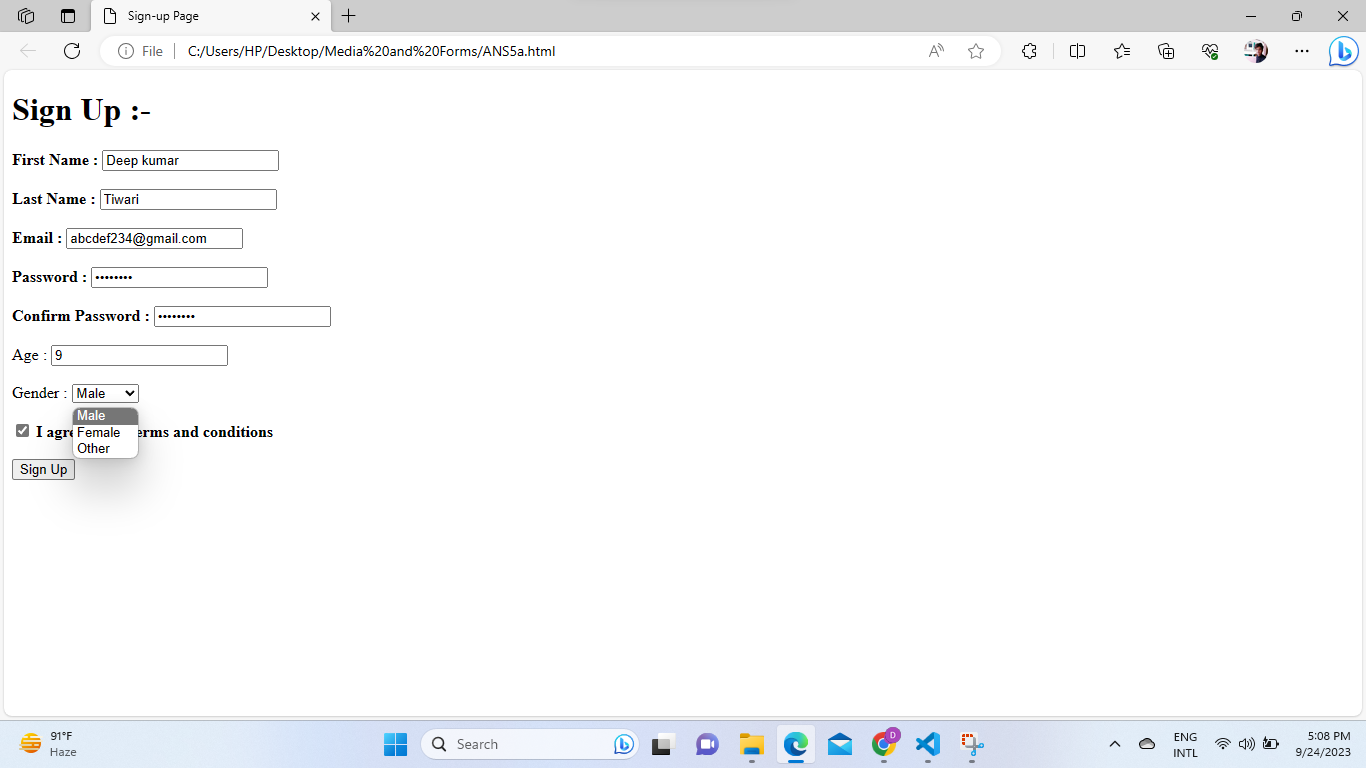 Sign-up Page
File C:/Users/HP/Desktop/Media%20and%20Forms/ANS5a.html
Sign Up :-
First Name : Deep kumar
Last Name : Tiwari
Email : abcdef234@gmail.com
Password : ••••••••
Confirm Password : ••••••••
Age : 9
Gender : Male
Male
I agre erms and conditions
Female
Other
Sign Up
91°F
Haze
Search
D
ENG
INTL
5:08 PM
9/24/2023